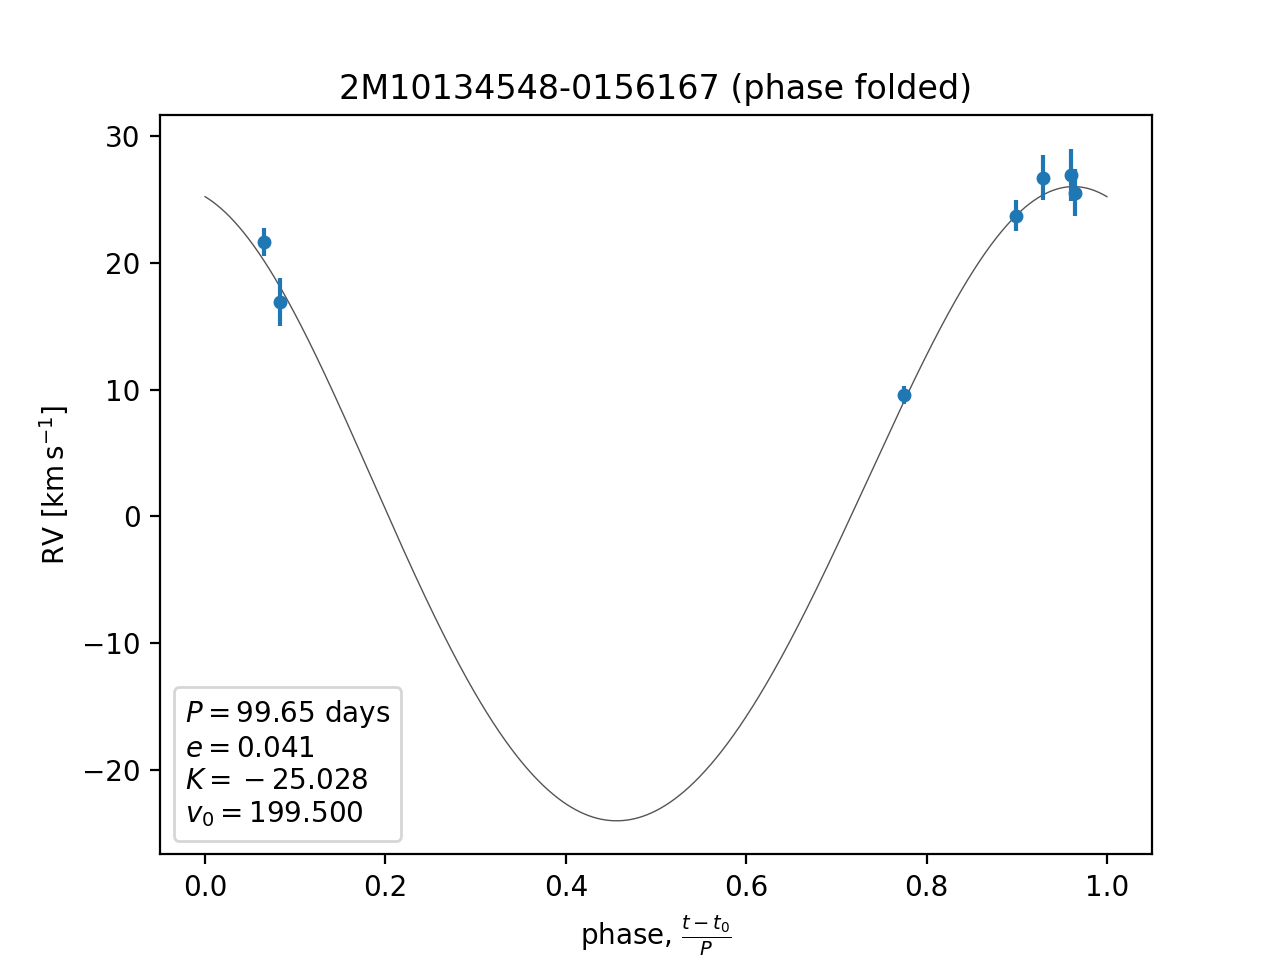 2M10134548-0156167 (phase folded)
30
20
10
0
−10
−20
RV [km s⁻¹]
P = 99.65 days
e = 0.041
K = −25.028
v₀ = 199.500
0.0 0.2 0.4 0.6 0.8 1.0
phase, (t − t₀)/P